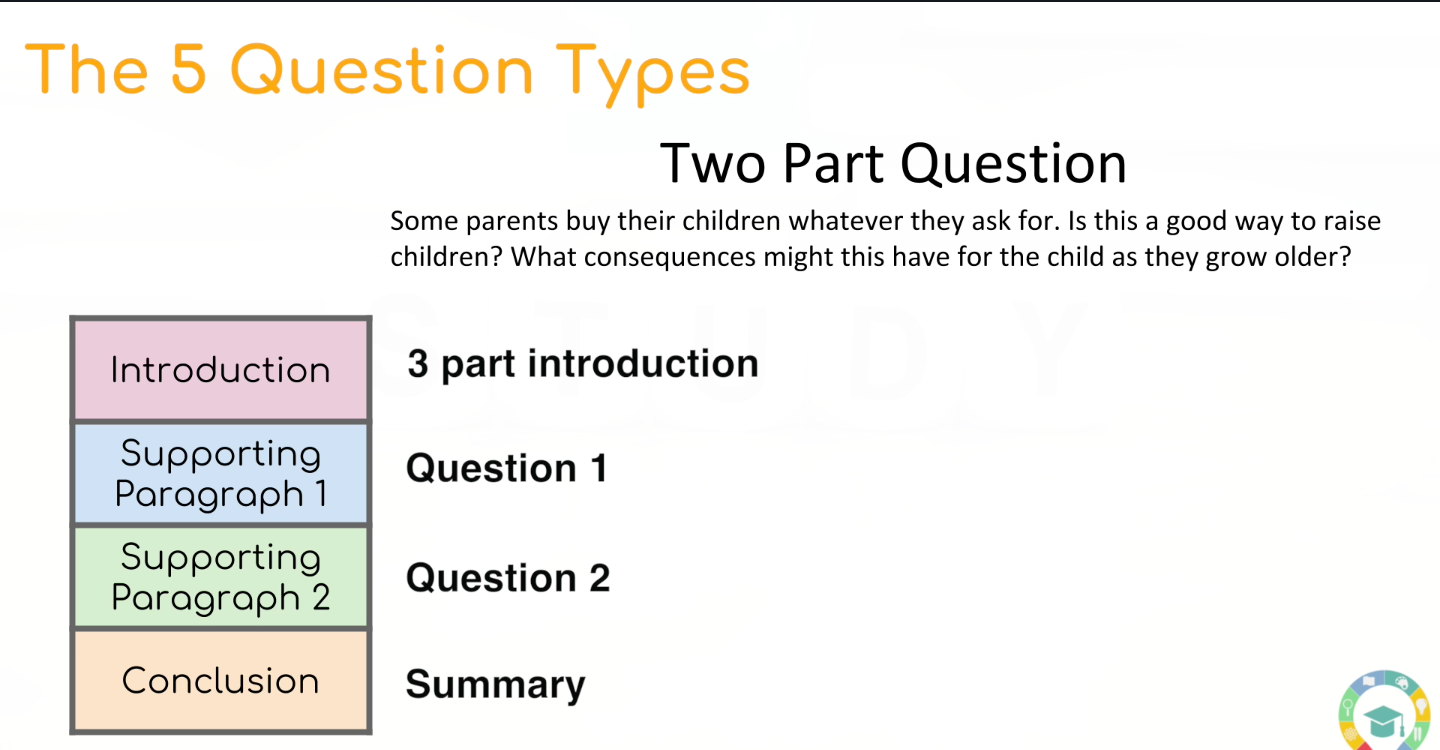 The 5 Question Types
Two Part Question
Some parents buy their children whatever they ask for. Is this a good way to raise
children? What consequences might this have for the child as they grow older?
Introduction
3 part introduction
Supporting
Paragraph 1
Question 1
Supporting
Paragraph 2
Question 2
Conclusion
Summary
STUDY